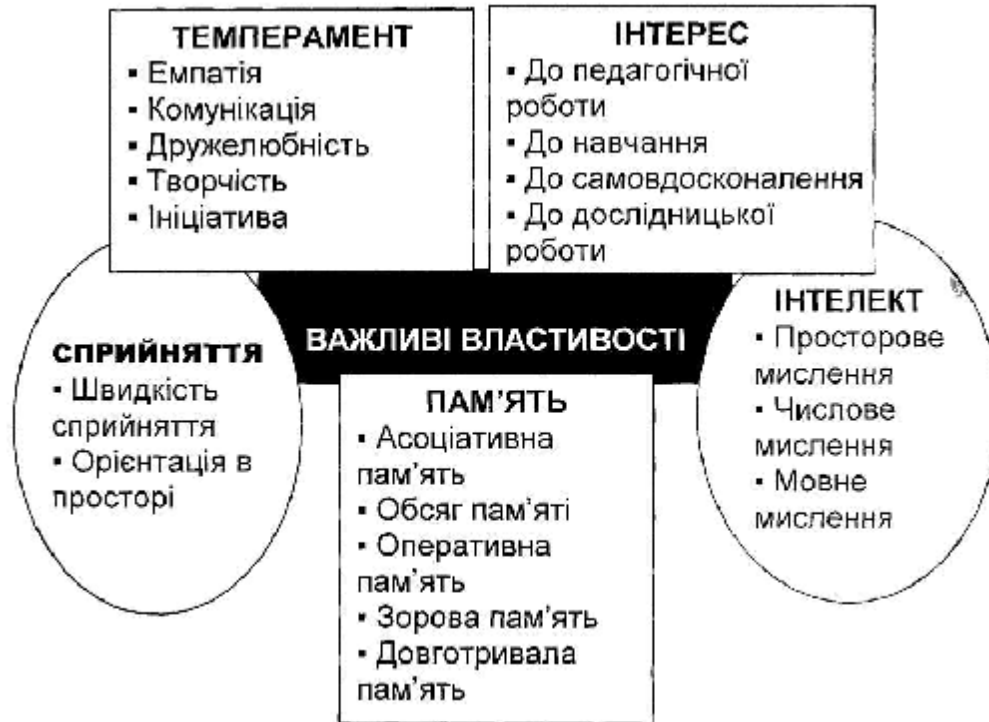 ТЕМПЕРАМЕНТ
▪ Емпатія
▪ Комунікація
▪ Дружелюбність
▪ Творчість
▪ Ініціатива
ІНТЕРЕС
▪ До педагогічної
роботи
▪ До навчання
▪ До самовдосконалення
▪ До дослідницької
роботи
ВАЖЛИВІ ВЛАСТИВОСТІ
СПРИЙНЯТТЯ
▪ Швидкість
сприйняття
▪ Орієнтація в
просторі
ПАМ'ЯТЬ
▪ Асоціативна
пам'ять
▪ Обсяг пам'яті
▪ Оперативна
пам'ять
▪ Зорова пам'ять
▪ Довготривала
пам'ять
ІНТЕЛЕКТ
▪ Просторове
мислення
▪ Числове
мислення
▪ Мовне
мислення